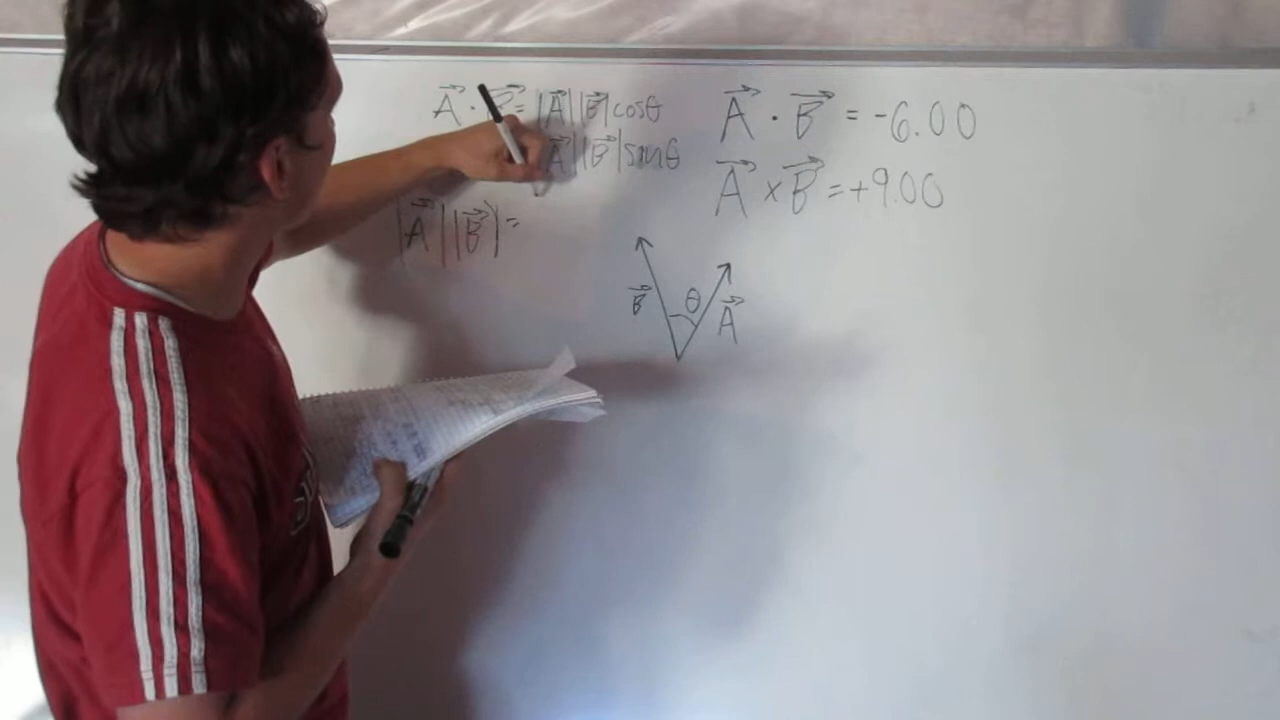 A⃗ · B⃗ = |A⃗||B⃗|cosθ
A⃗||B⃗|sinθ
|A⃗||B⃗| =
A⃗ · B⃗ = -6.00
A⃗ × B⃗ = +9.00
B⃗
θ
A⃗